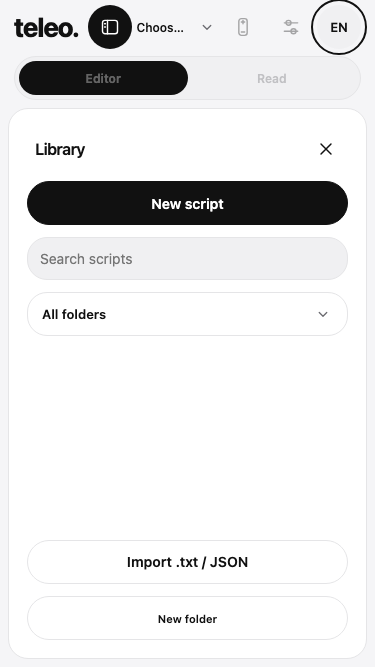 teleo.
Choos...
EN
Editor
Read
Library
New script
Search scripts
All folders
Import .txt / JSON
New folder